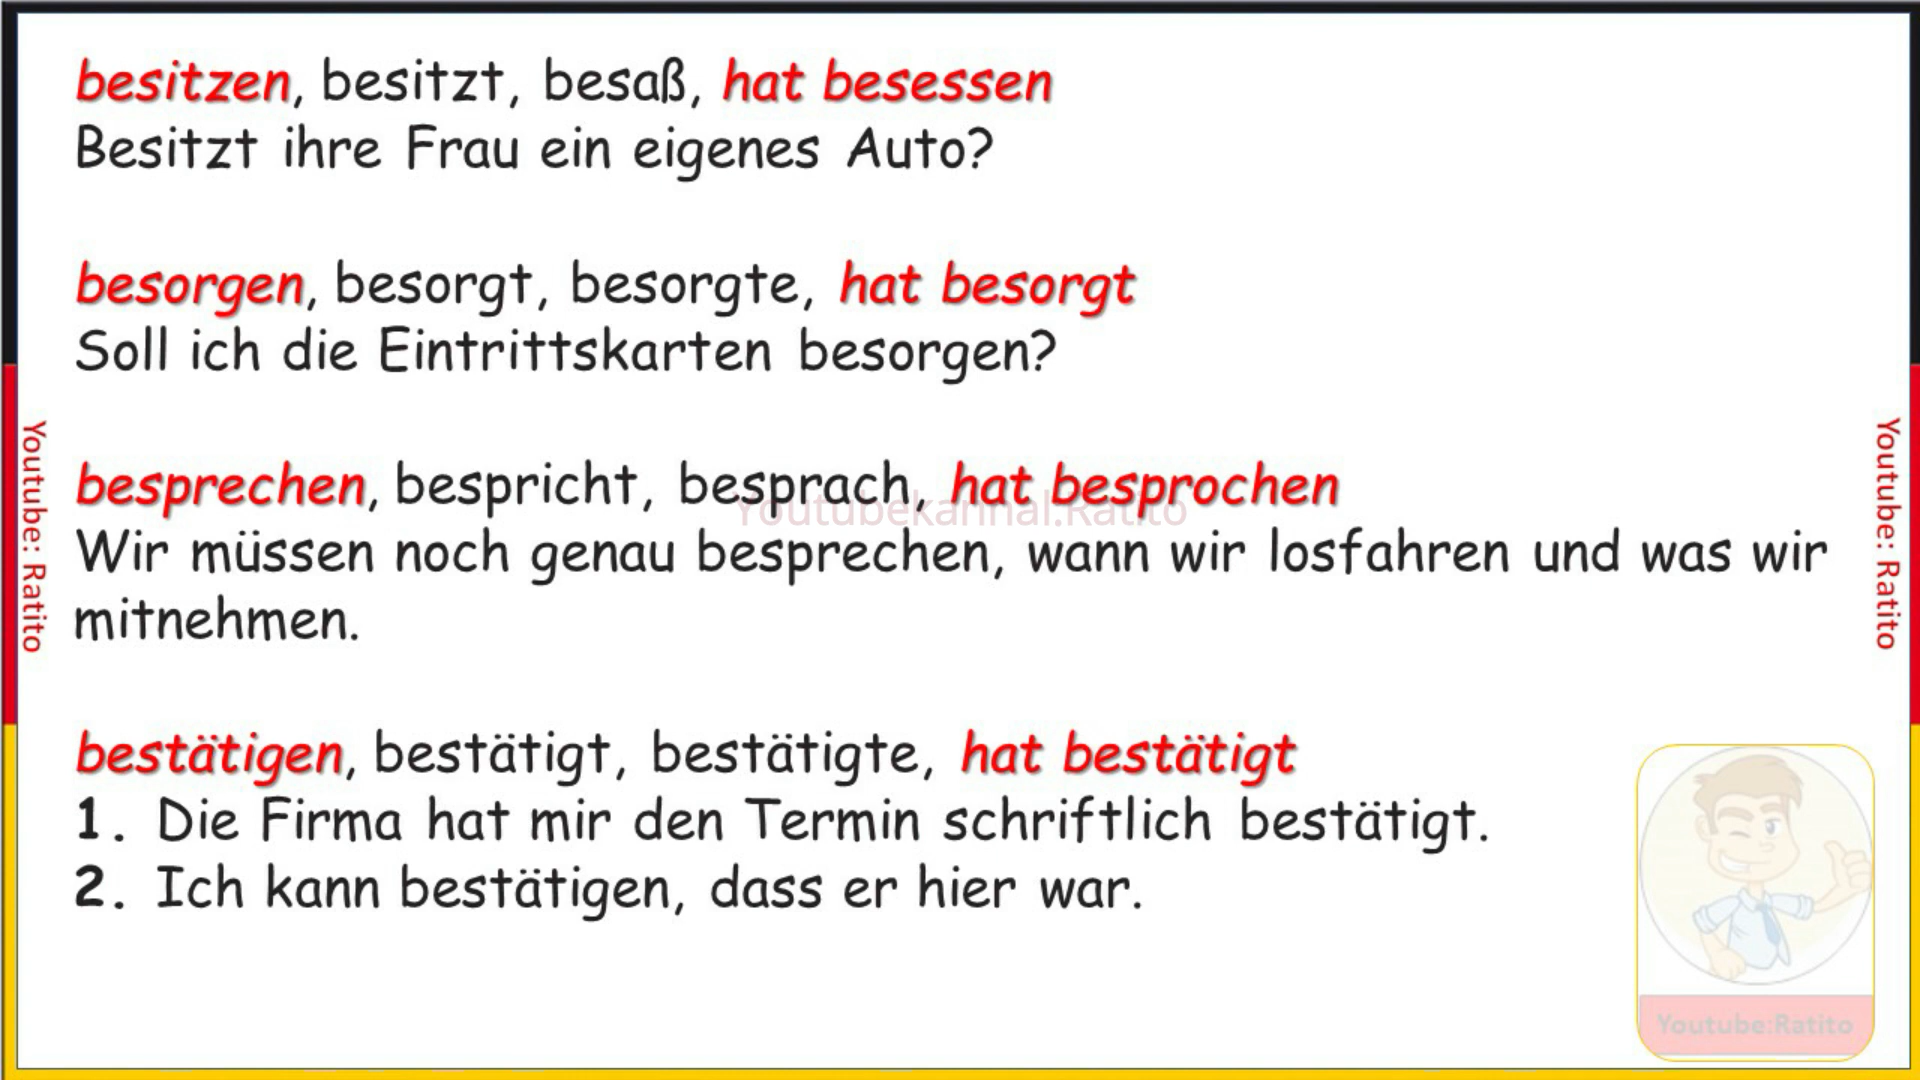 besitzen, besitzt, besaß, hat besessen
Besitzt ihre Frau ein eigenes Auto?
besorgen, besorgt, besorgte, hat besorgt
Soll ich die Eintrittskarten besorgen?
besprechen, bespricht, besprach, hat besprochen
Youtubekannal.Ratito
Wir müssen noch genau besprechen, wann wir losfahren und was wir
mitnehmen.
bestätigen, bestätigt, bestätigte, hat bestätigt
1. Die Firma hat mir den Termin schriftlich bestätigt.
2. Ich kann bestätigen, dass er hier war.
Youtube: Ratito
Youtube: Ratito
Youtube:Ratito